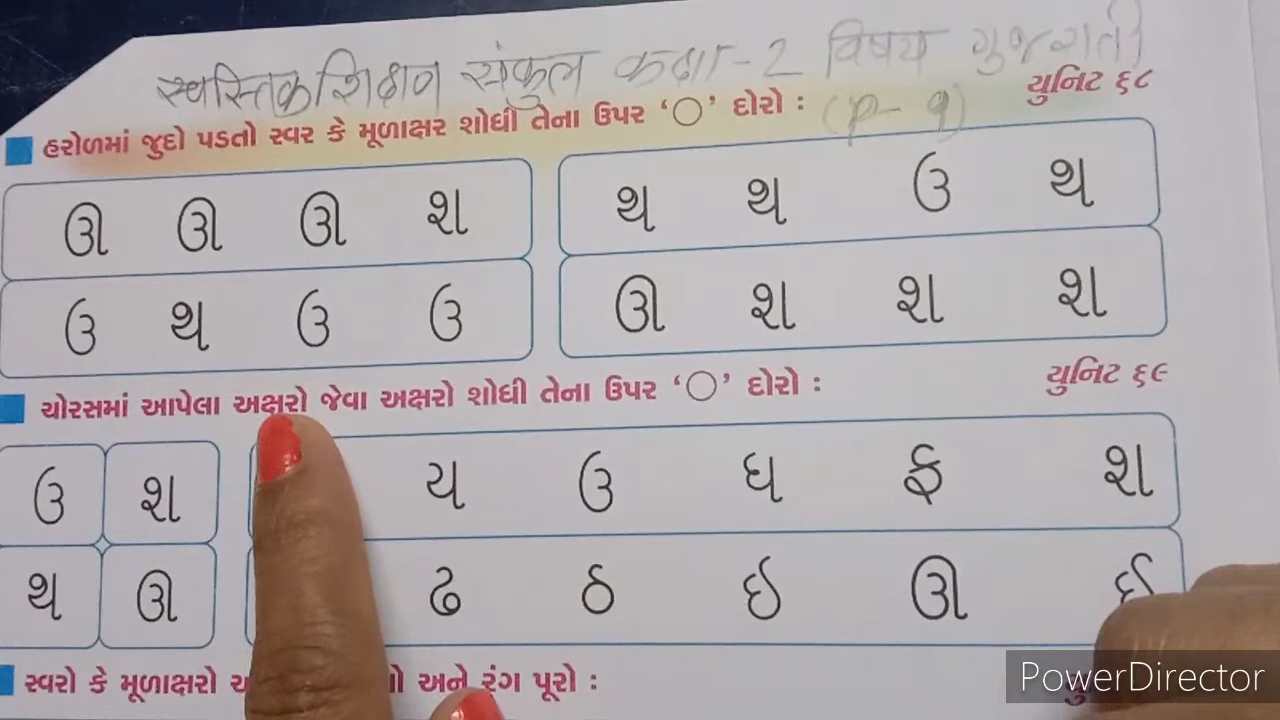 સ્વસ્તિક શિક્ષણ સંકુલ કક્ષા-2 વિષય ગુજરાતી
હરોળમાં જુદો પડતો સ્વર કે મૂળાક્ષર શોધી તેના ઉપર ‘○’ દોરો : (P-૧) યુનિટ ૬૮
ઊ ઊ ઊ શ થ થ ઉ થ
ઉ થ ઉ ઉ ઊ શ શ શ
ચોરસમાં આપેલા અક્ષરો જેવા અક્ષરો શોધી તેના ઉપર ‘○’ દોરો : યુનિટ ૬૯
ઉ શ ય ઉ ઘ ફ શ
થ ઊ ઢ ઠ ઇ ઊ ઈ
સ્વરો કે મૂળાક્ષરો અને રંગ પૂરો :
PowerDirector